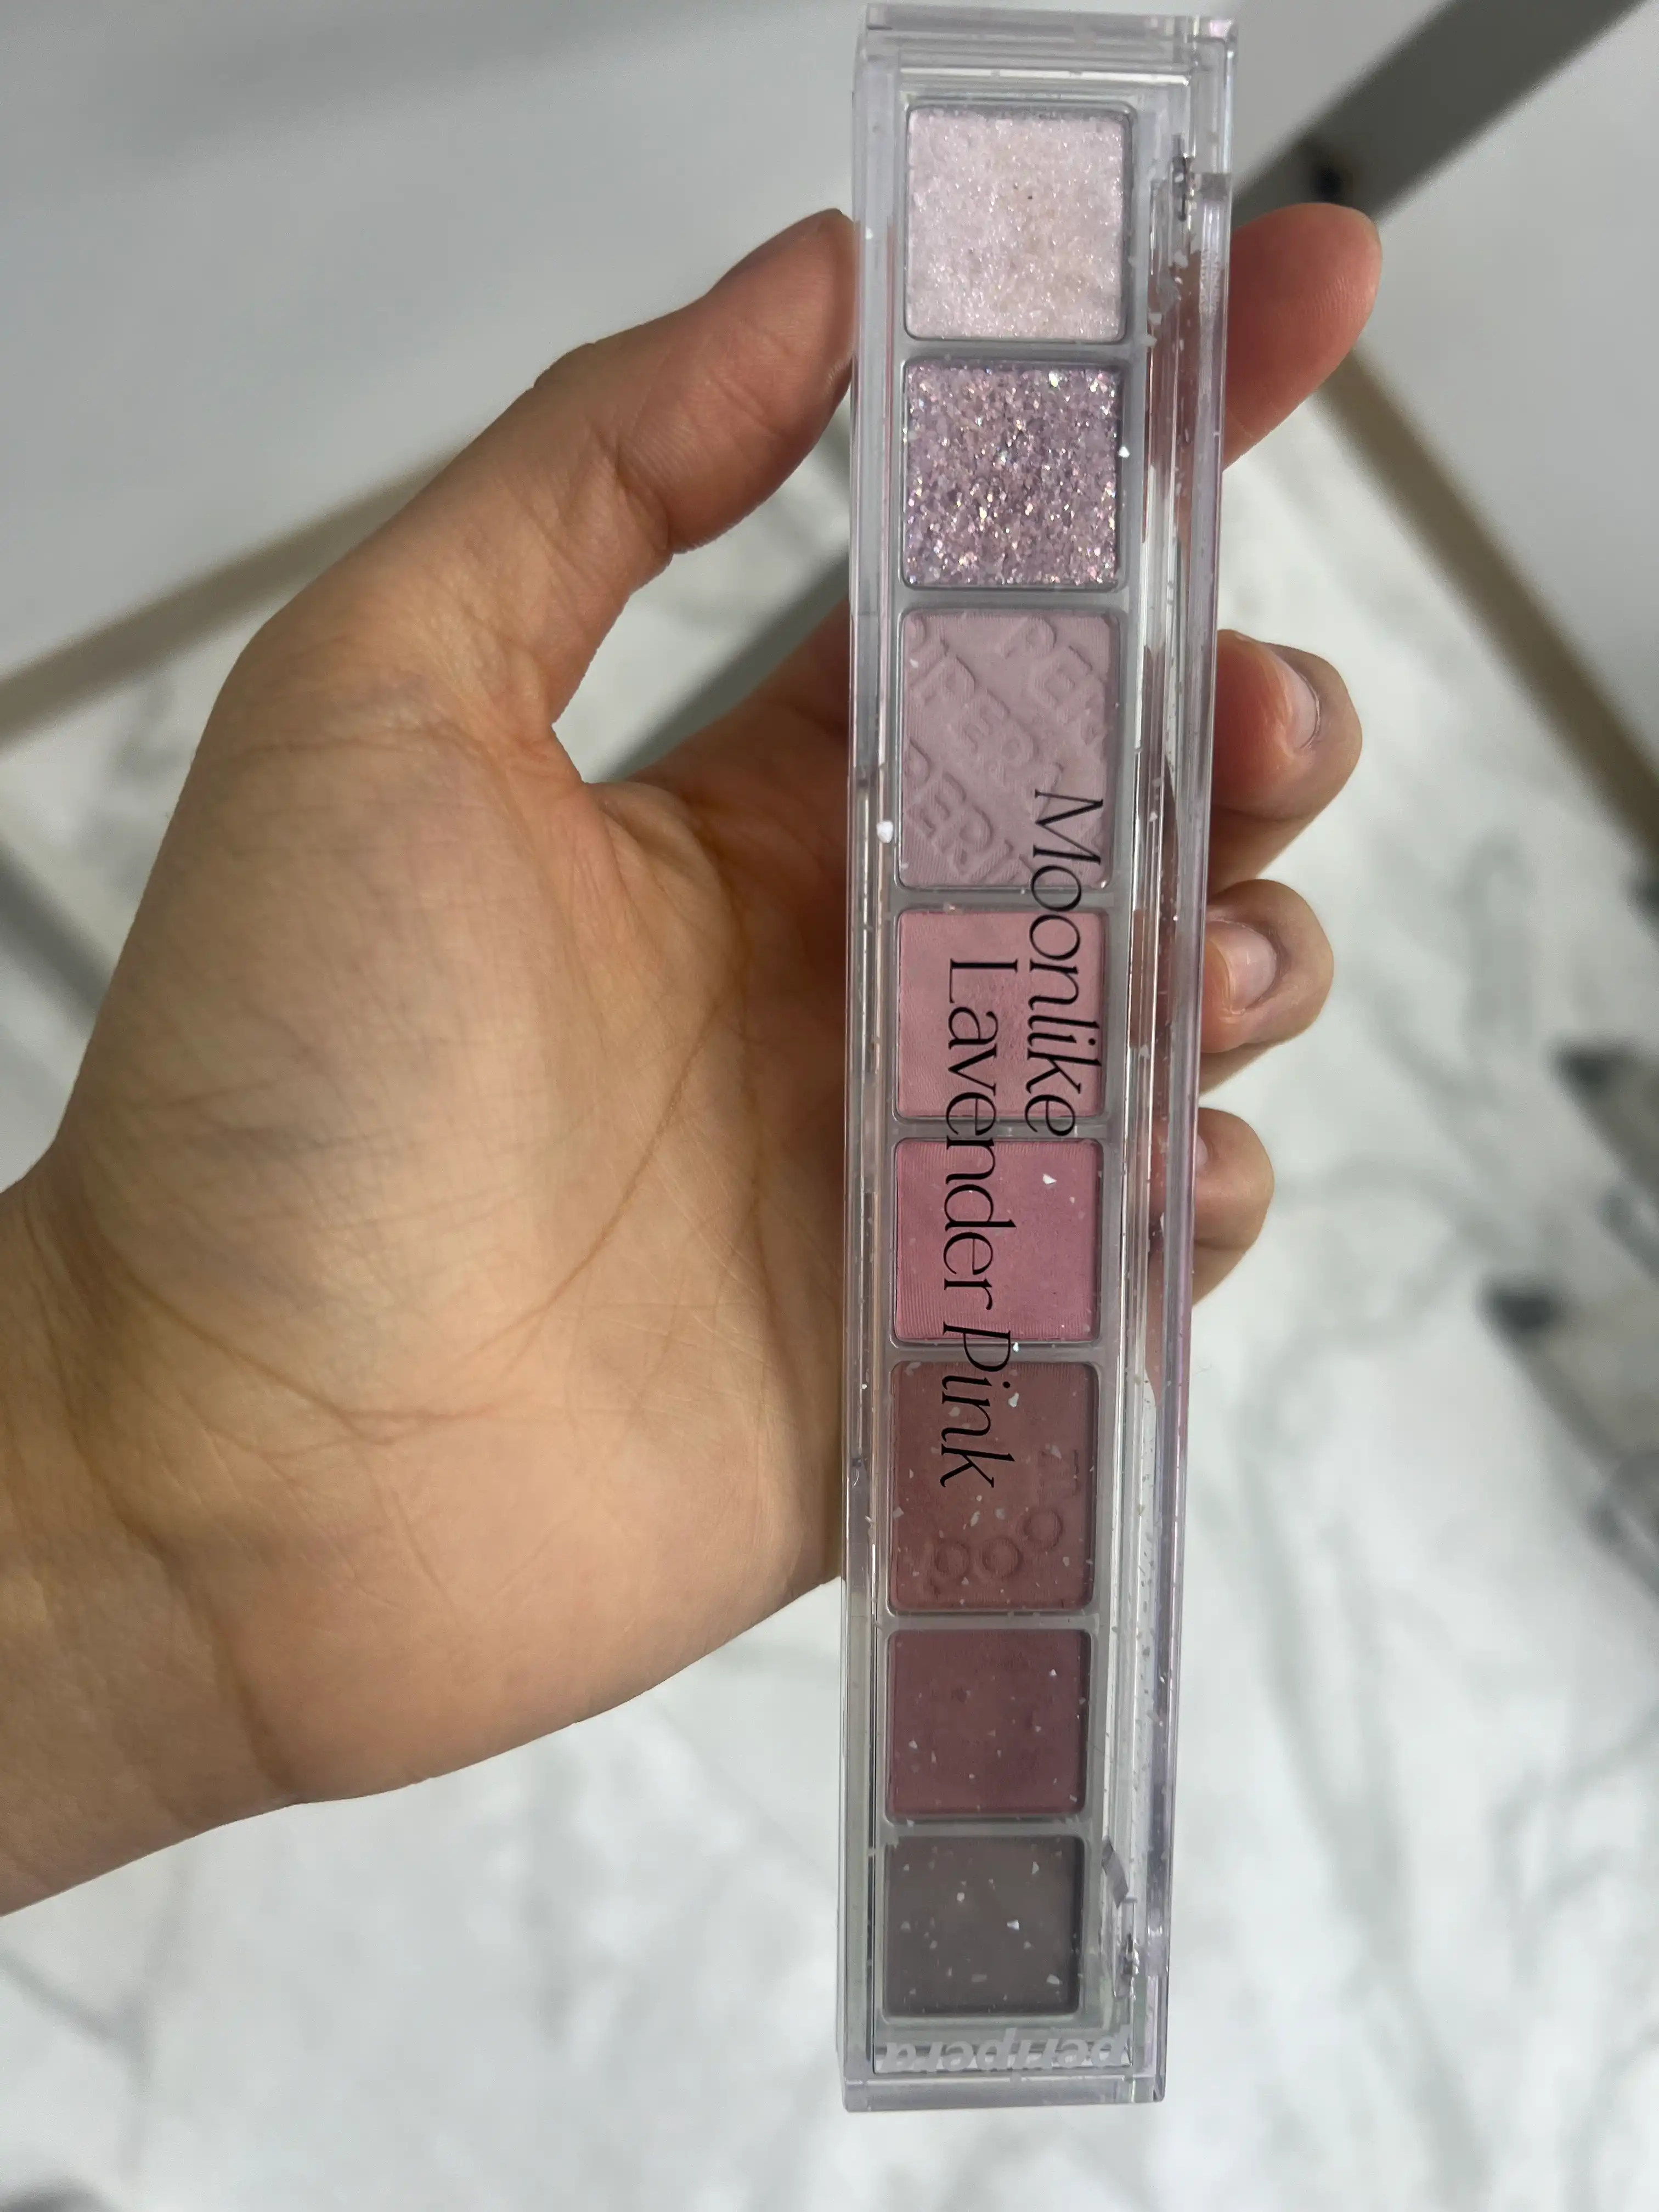 Moonlike
Lavender Pink
peripera